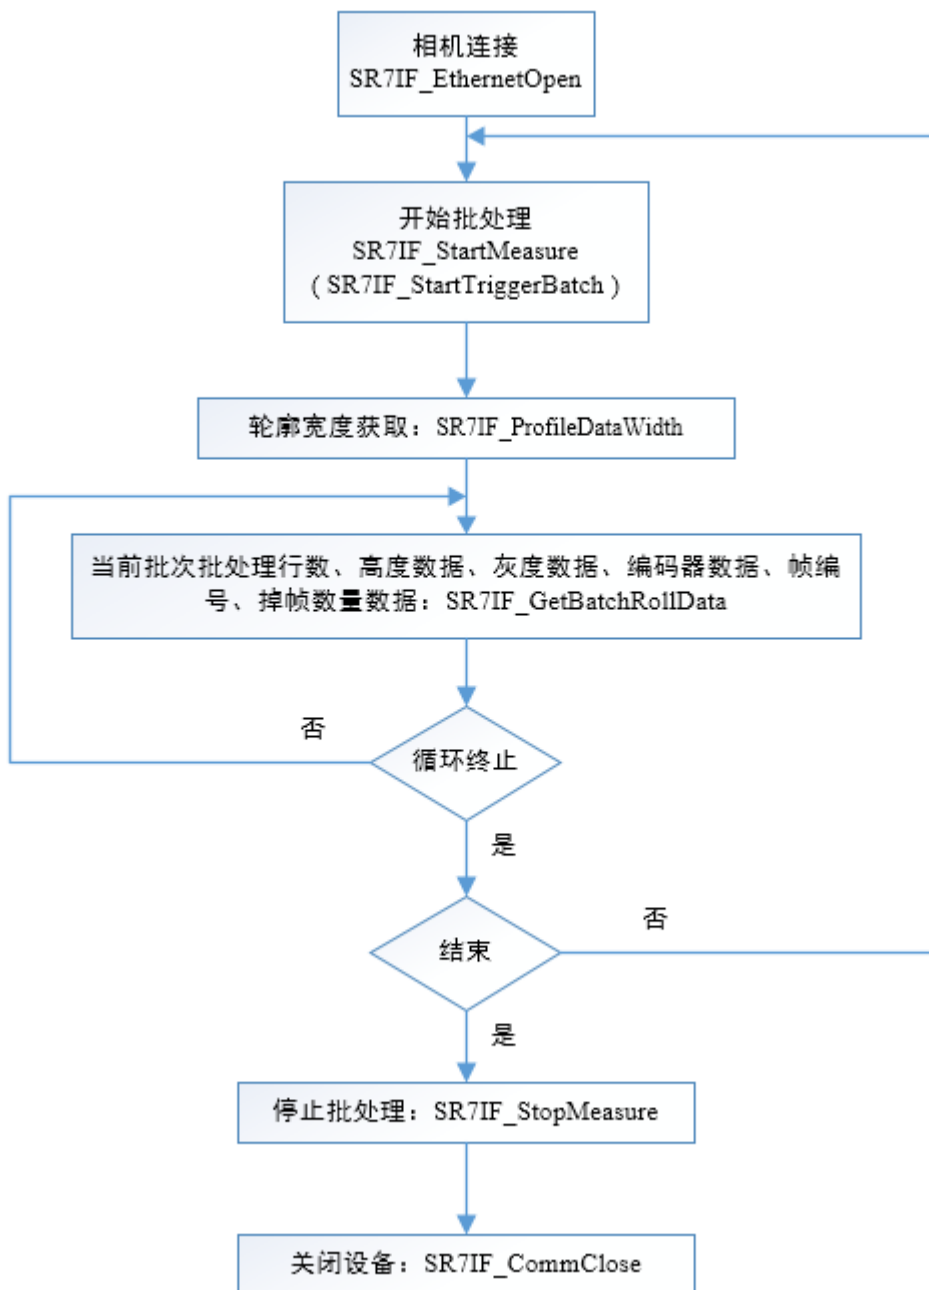 相机连接
SR7IF_EthernetOpen
开始批处理
SR7IF_StartMeasure
( SR7IF_StartTriggerBatch )
轮廓宽度获取：SR7IF_ProfileDataWidth
当前批次批处理行数、高度数据、灰度数据、编码器数据、帧编
号、掉帧数量数据：SR7IF_GetBatchRollData
否
循环终止
是
否
结束
是
停止批处理：SR7IF_StopMeasure
关闭设备：SR7IF_CommClose